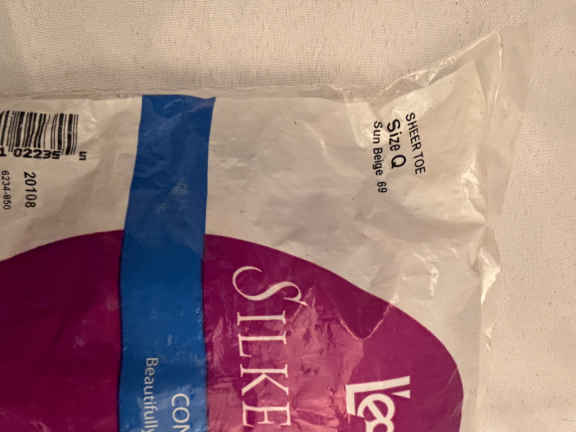 SHEER TOE
Size Q
Sun Beige 69
L'e
SILKE
CON
Beautifully
1 02235 5
20108
6234-850